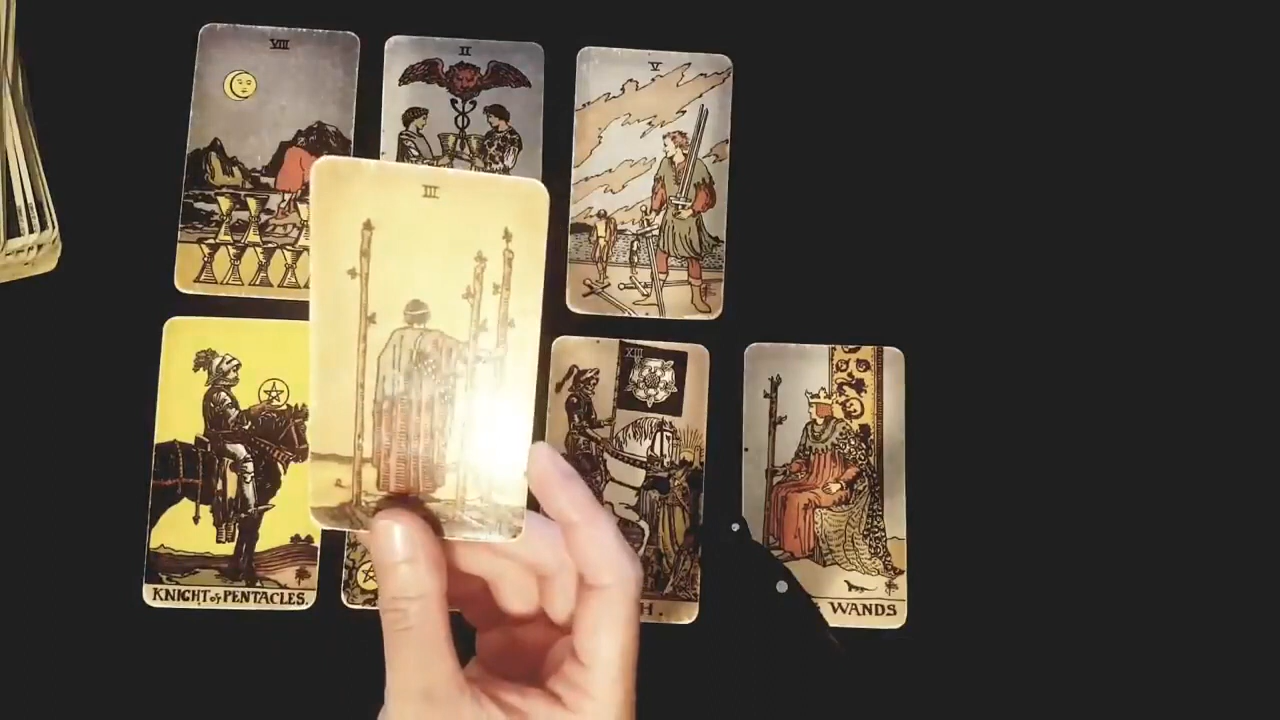 VIII
II
V
III
XIII
KNIGHT of PENTACLES.
H.
WANDS